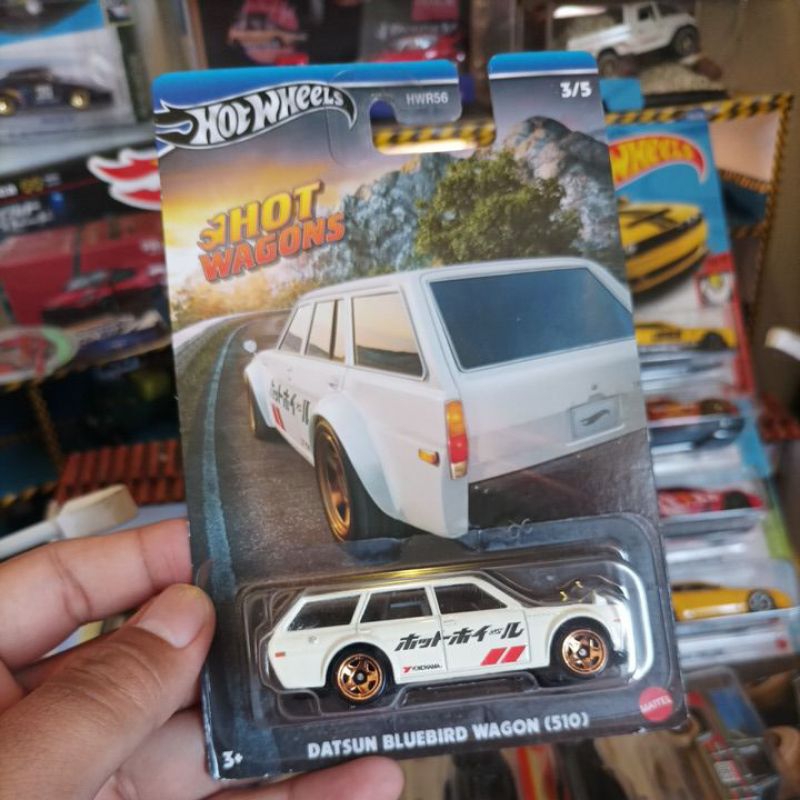 HOT WHEELS
HWR56
3/5
HOT
WAGONS
WHEELS
ホットホイール
ホットホイール
YOKOHAMA
MATTEL
3+
DATSUN BLUEBIRD WAGON (510)